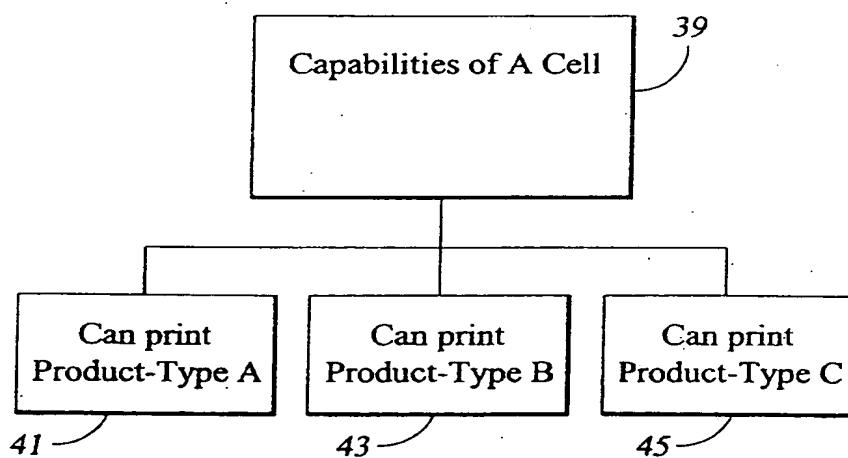 39
Capabilities of A Cell
Can print
Product-Type A
Can print
Product-Type B
Can print
Product-Type C
41
43
45